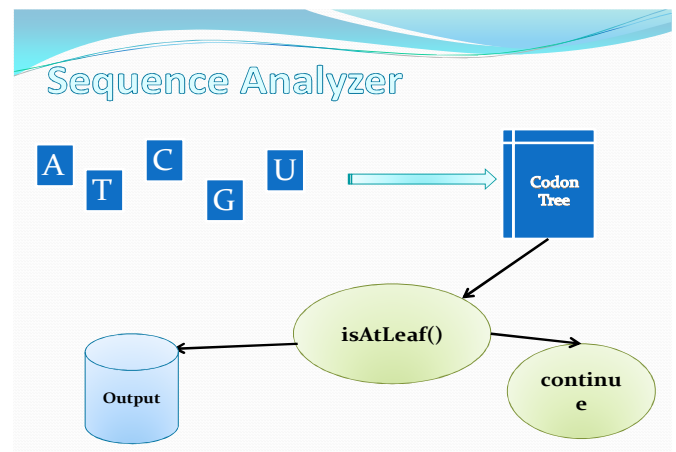 Sequence Analyzer
A
T
C
G
U
Codon
Tree
isAtLeaf()
Output
continu
e